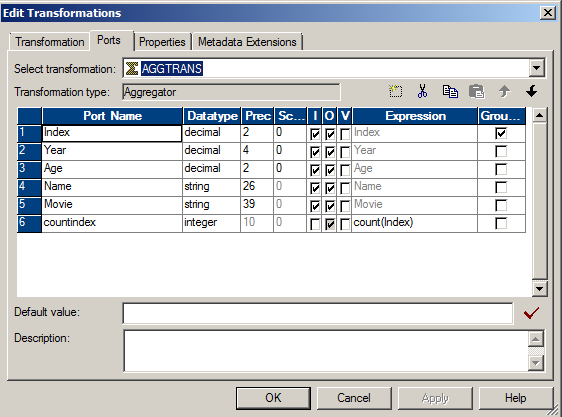 Edit Transformations
Transformation Ports Properties Metadata Extensions
Select transformation: AGGTRANS
Transformation type: Aggregator
Port Name Datatype Prec Sc... I O V Expression Grou...
1 Index decimal 2 0 Index
2 Year decimal 4 0 Year
3 Age decimal 2 0 Age
4 Name string 26 0 Name
5 Movie string 39 0 Movie
6 countindex integer 10 0 count(Index)
Default value:
Description:
OK Cancel Apply Help